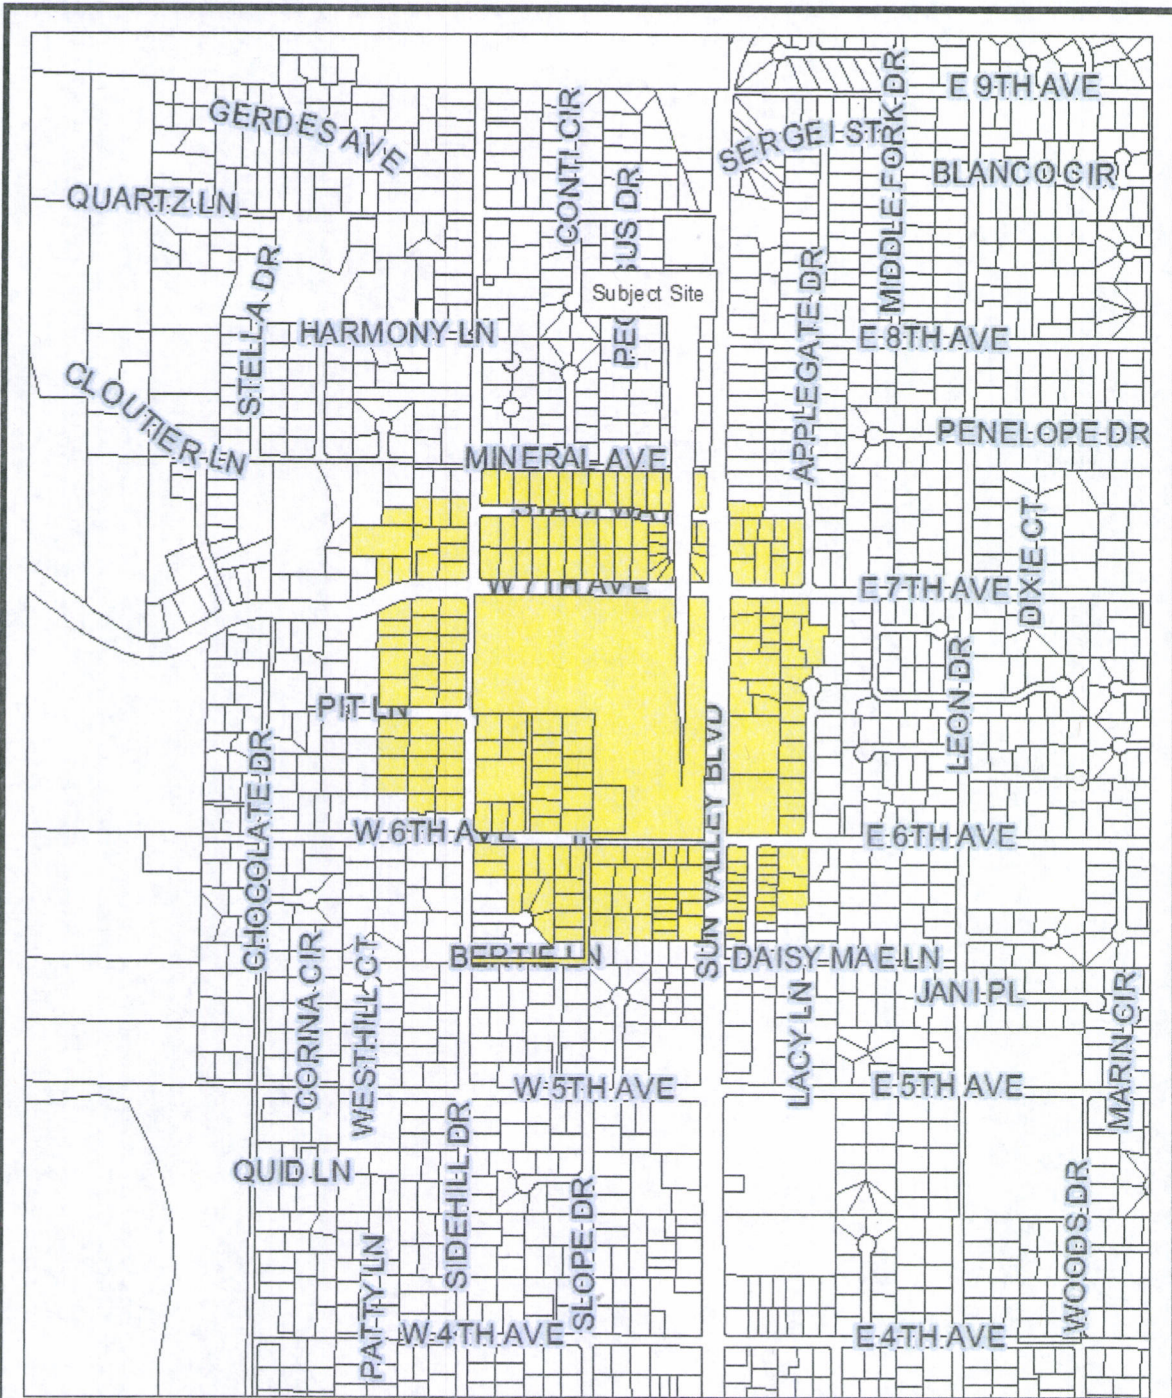 E 9TH AVE
GERDES AVE
CONTI CIR
SERGEI ST
MIDDLE FORK DR
BLANCO CIR
QUARTZ LN
STELLA DR
Subject Site
APPLEGATE DR
HARMONY LN
E 8TH AVE
CLOUTIER LN
MINERAL AVE
PENELOPE DR
STACI WAY
DIXIE CT
W 7TH AVE
E 7TH AVE
PIT LN
LEON DR
CHOCOLATE DR
SUN VALLEY BLVD
W 6TH AVE
E 6TH AVE
BERTIE LN
DAISY MAE LN
CORINA CIR
WESTHILL CT
LACY LN
JANI PL
MARIN CIR
W 5TH AVE
E 5TH AVE
QUID LN
SIDEHILL DR
SLOPE DR
WOODS DR
PATTY LN
W 4TH AVE
E 4TH AVE